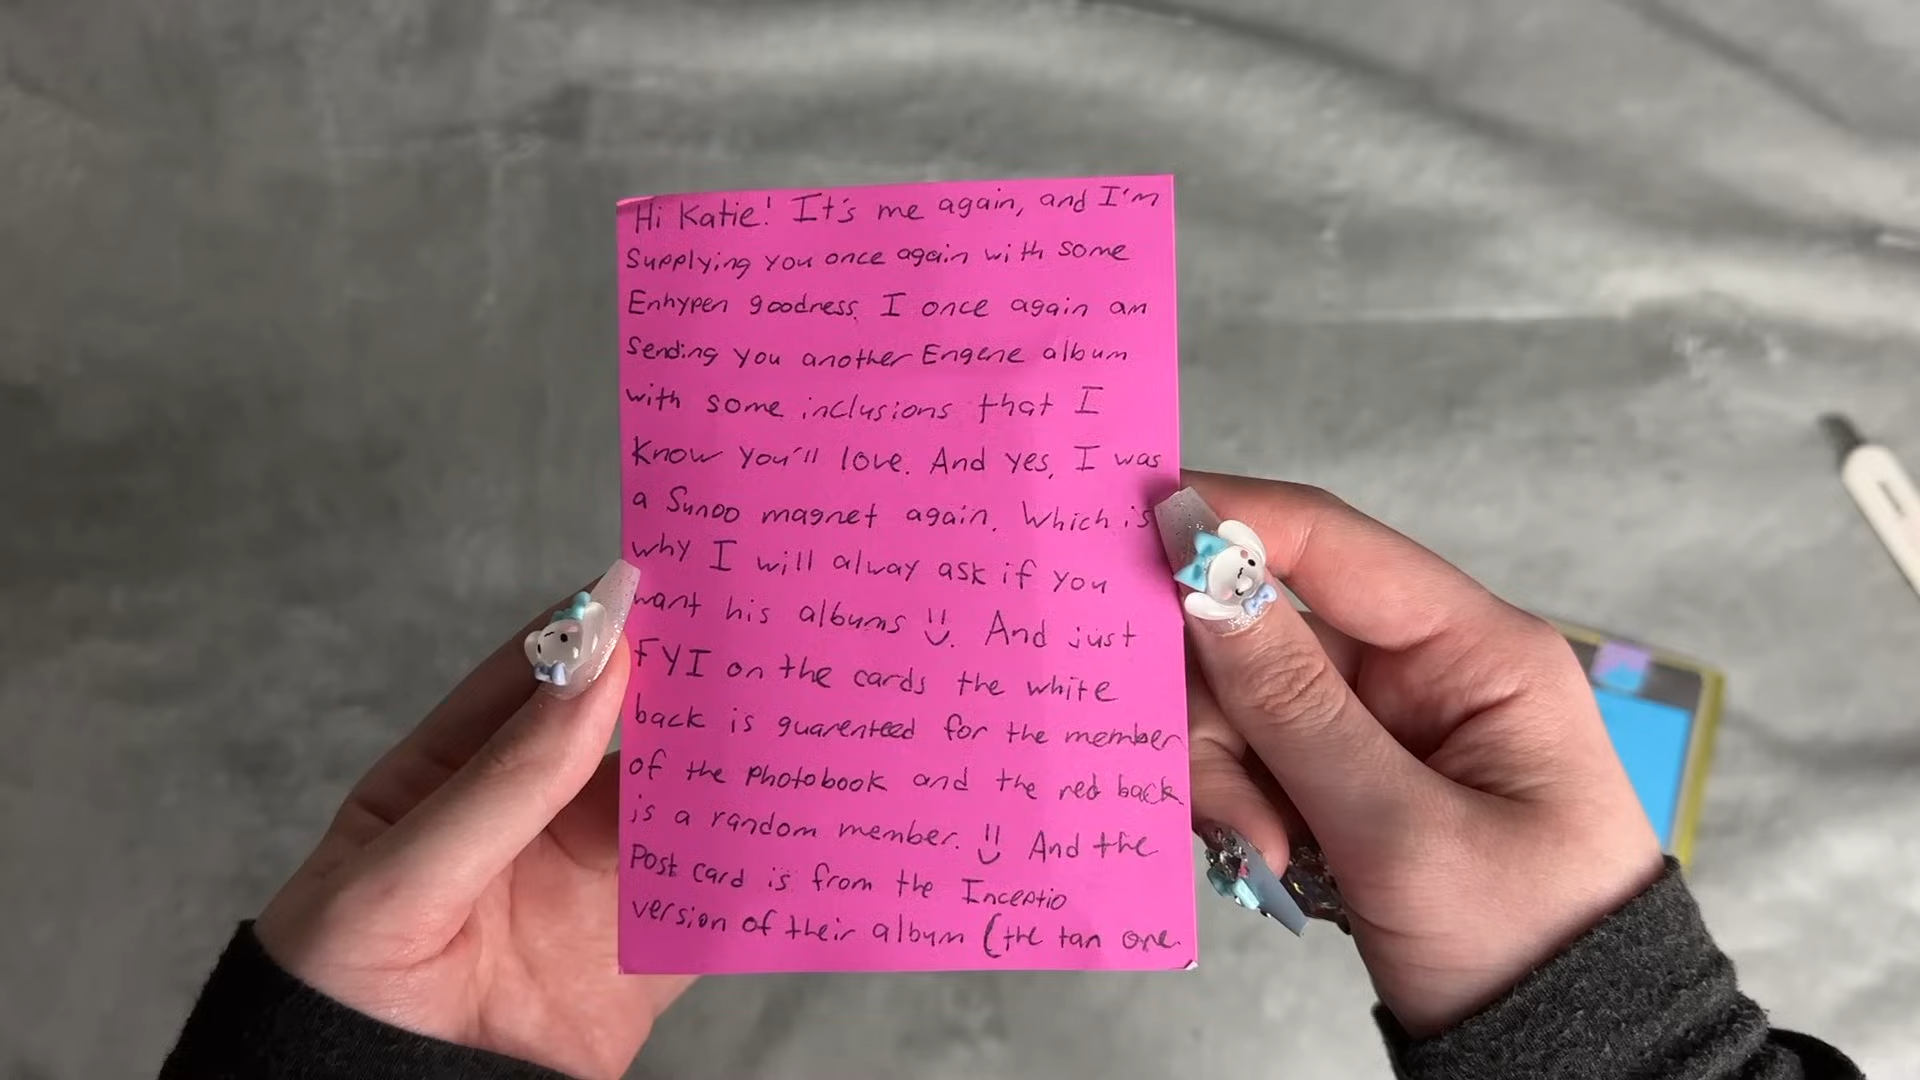 Hi Katie! It's me again, and I'm
Supplying you once again with some
Enhypen goodness. I once again am
Sending you another Engene album
with some inclusions that I
Know you'll love. And yes, I was
a Sunoo magnet again. Which is
why I will alway ask if you
want his albums :). And just
FYI on the cards the white
back is guarenteed for the member
of the photobook and the red back
is a random member. :) And the
Post card is from the Inceptio
version of their album (the tan one